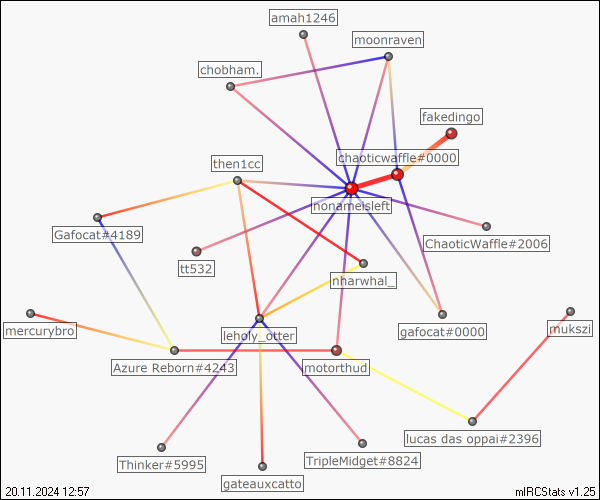 amah1246
moonraven
chobham.
fakedingo
chaoticwaffle#0000
then1cc
nonameisleft
Gafocat#4189
ChaoticWaffle#2006
tt532
nharwhal_
mercurybro
leholy_otter
gafocat#0000
mukszi
Azure Reborn#4243
motorthud
lucas das oppai#2396
Thinker#5995
TripleMidget#8824
gateauxcatto
20.11.2024 12:57
mIRCStats v1.25